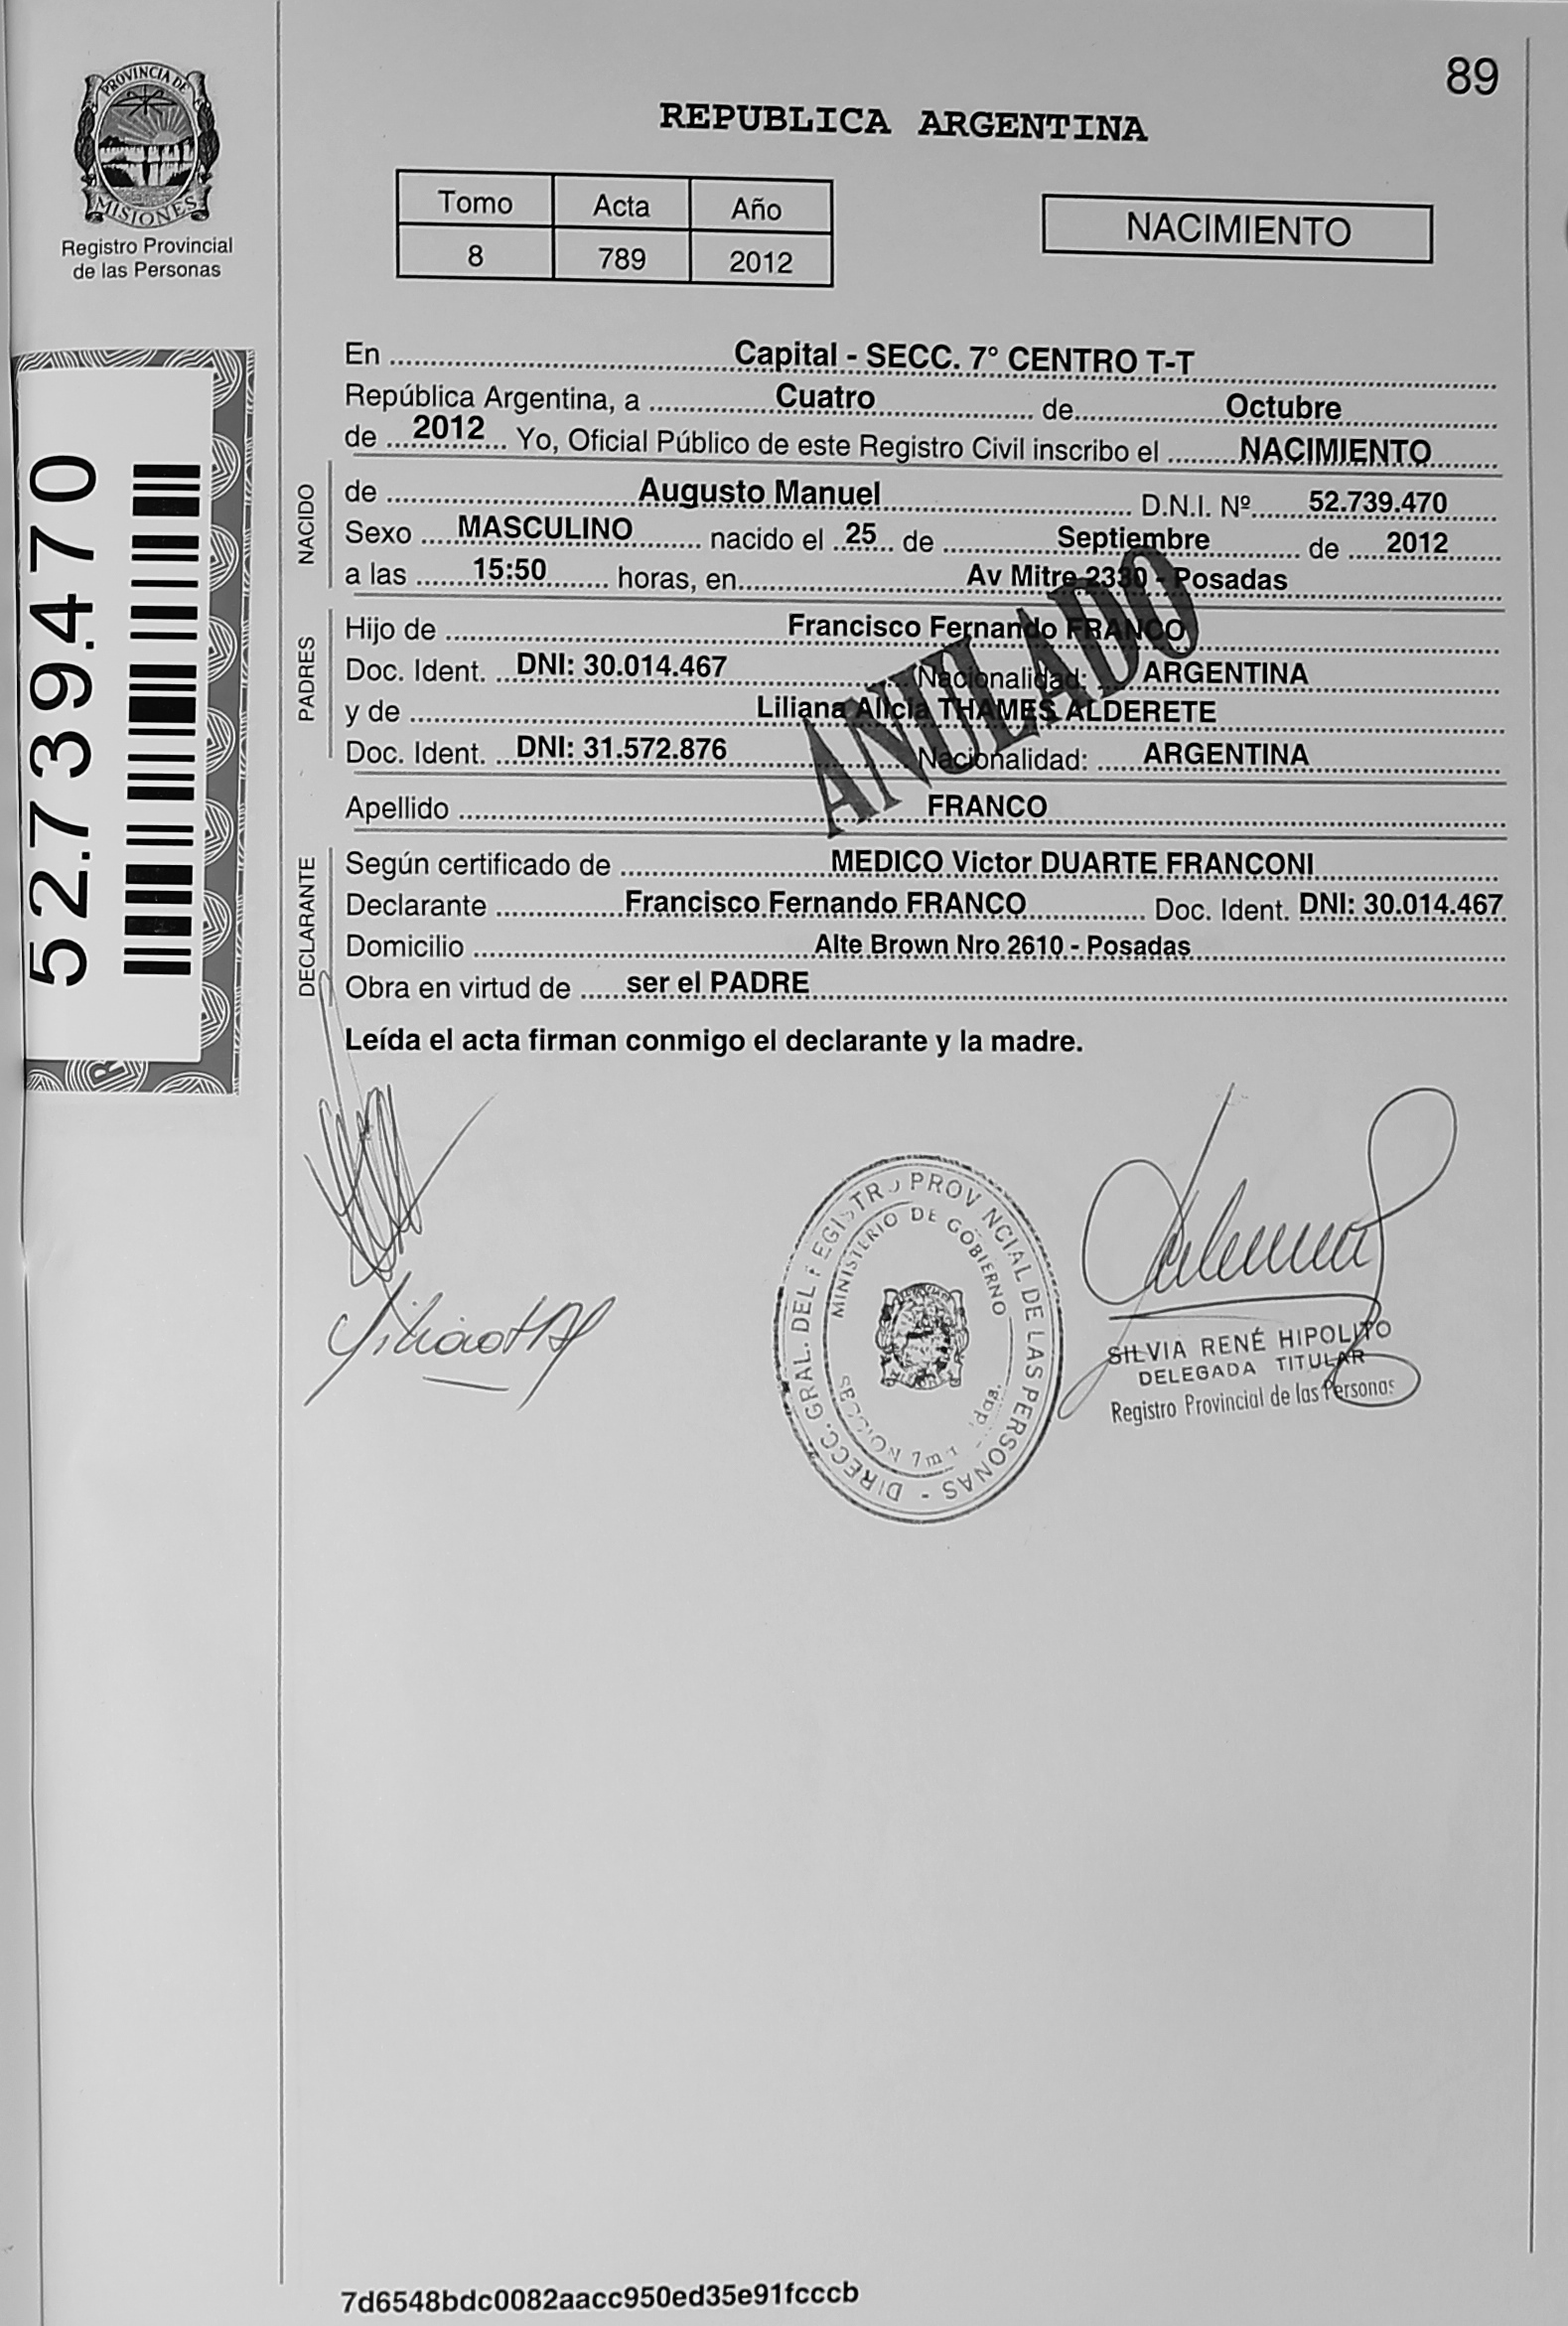 89
PROVINCIA DE
MISIONES
Registro Provincial
de las Personas
REPUBLICA ARGENTINA
Tomo Acta Año
8 789 2012
NACIMIENTO
52.739.470
En Capital - SECC. 7° CENTRO T-T
República Argentina, a Cuatro de Octubre
de 2012 Yo, Oficial Público de este Registro Civil inscribo el NACIMIENTO
NACIDO
de Augusto Manuel D.N.I. Nº 52.739.470
Sexo MASCULINO nacido el 25 de Septiembre de 2012
a las 15:50 horas, en Av Mitre 2330 - Posadas
PADRES
Hijo de Francisco Fernando FRANCO
Doc. Ident. DNI: 30.014.467 Nacionalidad: ARGENTINA
y de Liliana Alicia THAMES ALDERETE
Doc. Ident. DNI: 31.572.876 Nacionalidad: ARGENTINA
ANULADO
Apellido FRANCO
DECLARANTE
Según certificado de MEDICO Victor DUARTE FRANCONI
Declarante Francisco Fernando FRANCO Doc. Ident. DNI: 30.014.467
Domicilio Alte Brown Nro 2610 - Posadas
Obra en virtud de ser el PADRE
Leída el acta firman conmigo el declarante y la madre.
DIRECC. GRAL. DEL REGISTRO PROVINCIAL DE LAS PERSONAS -
MINISTERIO DE GOBIERNO
SECCION 7ma
SILVIA RENÉ HIPOLITO
DELEGADA TITULAR
Registro Provincial de las Personas
7d6548bdc0082aacc950ed35e91fcccb